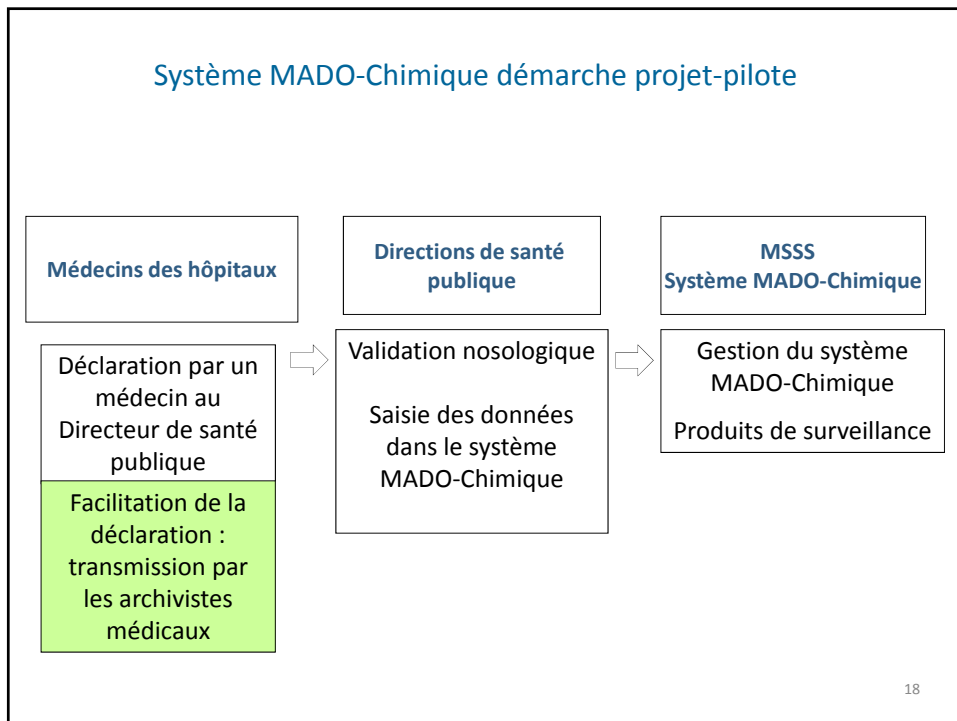 Système MADO-Chimique démarche projet-pilote
Médecins des hôpitaux
Directions de santé
publique
MSSS
Système MADO-Chimique
Déclaration par un
médecin au
Directeur de santé
publique
Facilitation de la
déclaration :
transmission par
les archivistes
médicaux
Validation nosologique
Saisie des données
dans le système
MADO-Chimique
Gestion du système
MADO-Chimique
Produits de surveillance
18